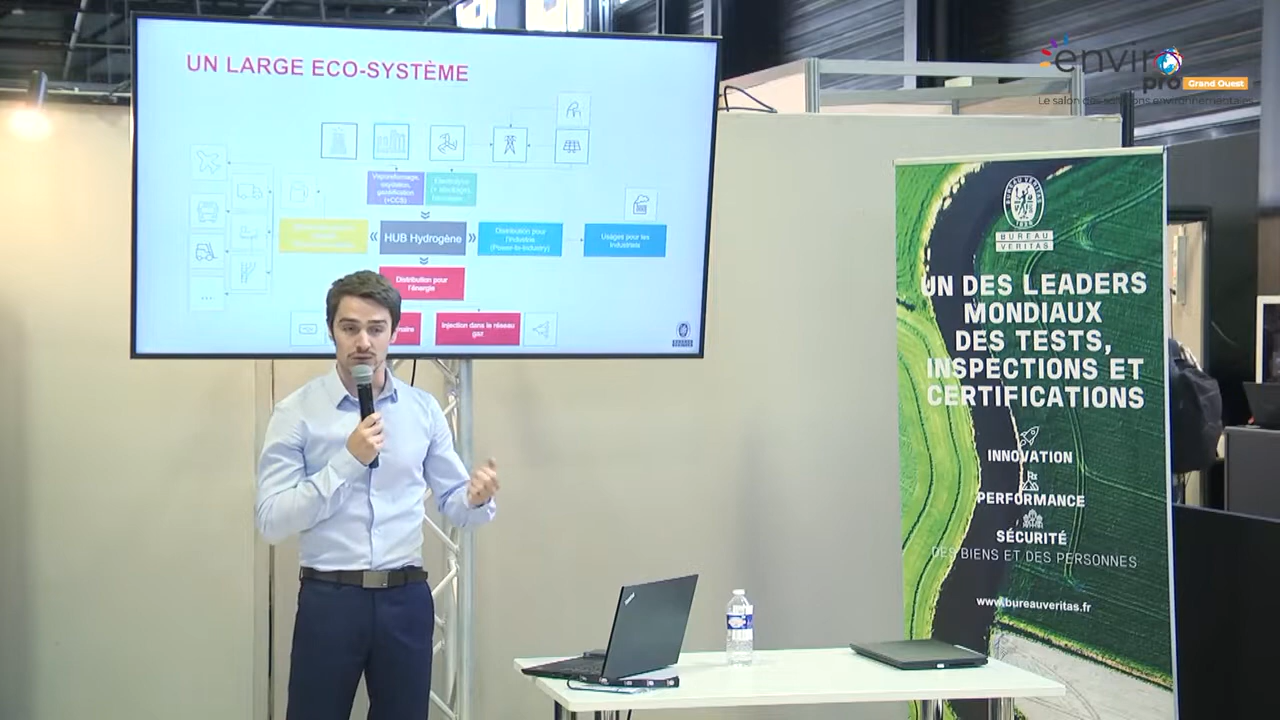 UN LARGE ECO-SYSTÈME
Vaporeformage,
oxydation,
gazéification
(+CCS)
Electrolyse
HUB Hydrogène
Distribution pour
l'industrie
(Power-to-Industry)
Usages pour les
industriels
Distribution pour
l'énergie
Injection dans le réseau
gaz
enviro
pro
Grand Ouest
Le salon des solutions environnementales
BUREAU VERITAS
1828
BUREAU
VERITAS
UN DES LEADERS
MONDIAUX
DES TESTS,
INSPECTIONS ET
CERTIFICATIONS
INNOVATION
PERFORMANCE
SÉCURITÉ
DES BIENS ET DES PERSONNES
www.bureauveritas.fr